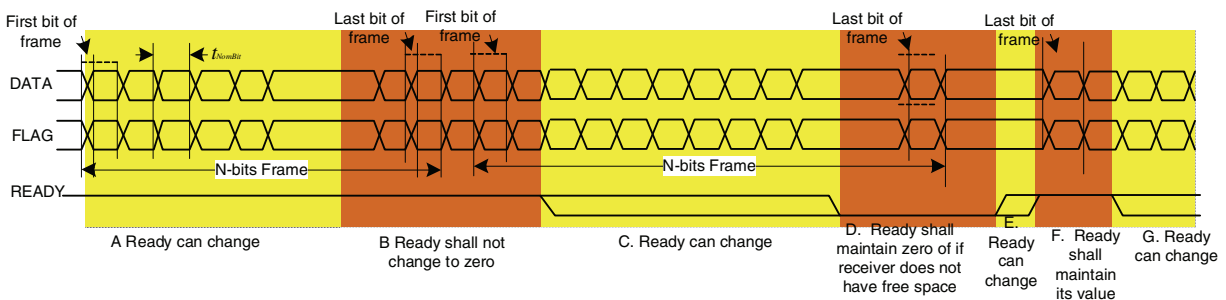 First bit of
frame
tNomBit
Last bit of
frame
First bit of
frame
Last bit of
frame
Last bit of
frame
DATA
FLAG
N-bits Frame
N-bits Frame
READY
A Ready can change
B Ready shall not
change to zero
C. Ready can change
D. Ready shall
maintain zero of if
receiver does not
have free space
E.
Ready
can
change
F. Ready
shall
maintain
its value
G. Ready
can change